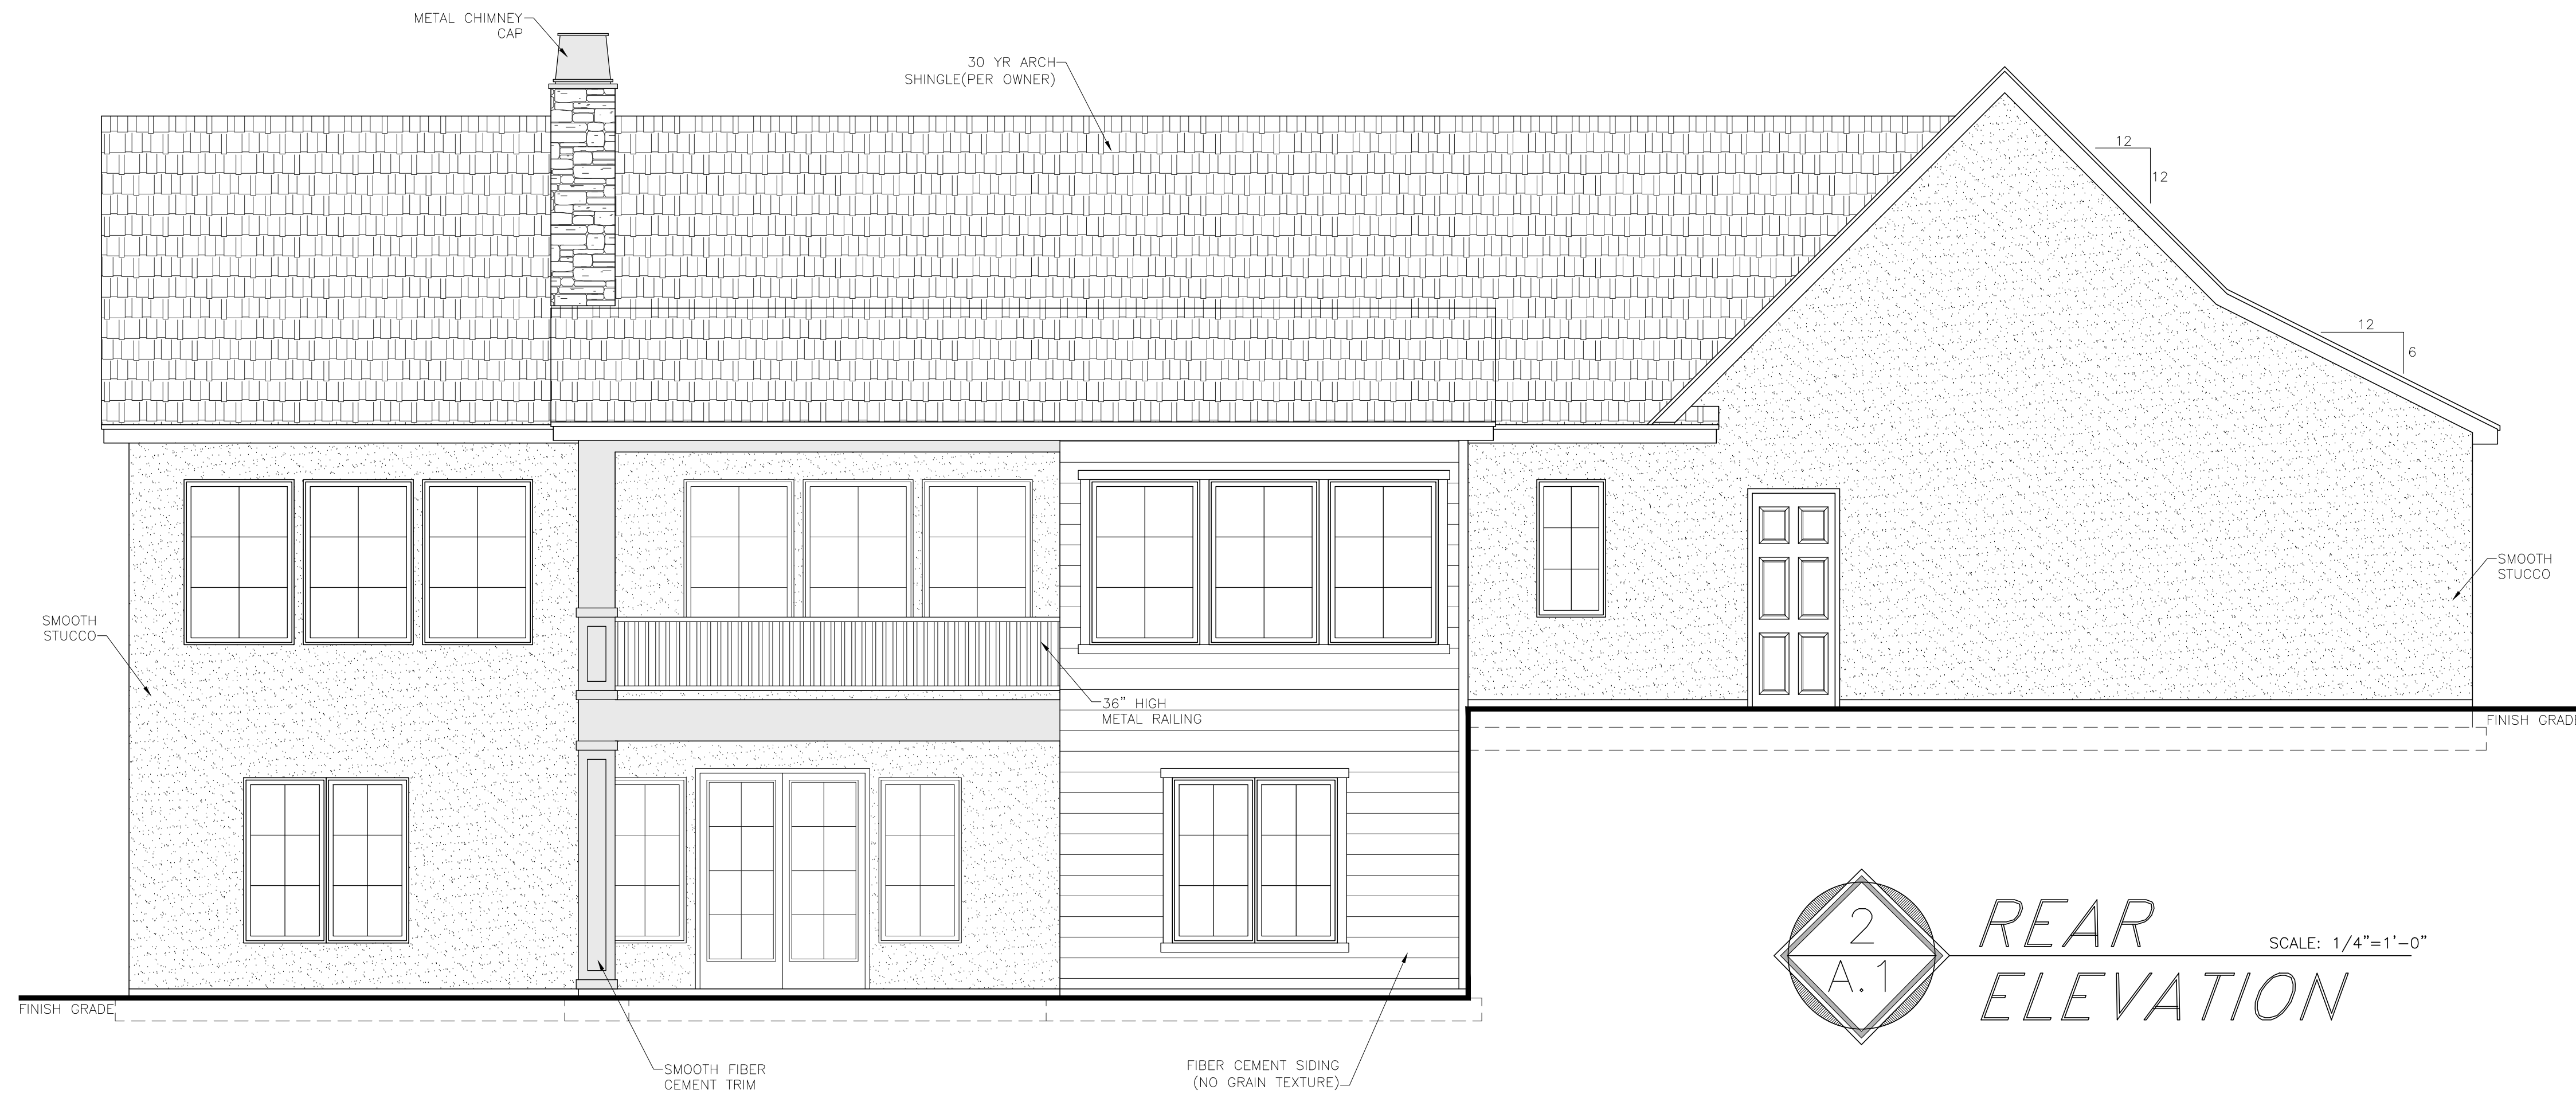 METAL CHIMNEY
CAP
30 YR ARCH
SHINGLE(PER OWNER)
12
12
12
6
SMOOTH
STUCCO
SMOOTH
STUCCO
36" HIGH
METAL RAILING
FINISH GRADE
FINISH GRADE
SMOOTH FIBER
CEMENT TRIM
FIBER CEMENT SIDING
(NO GRAIN TEXTURE)
2
A.1
REAR
SCALE: 1/4"=1'-0"
ELEVATION